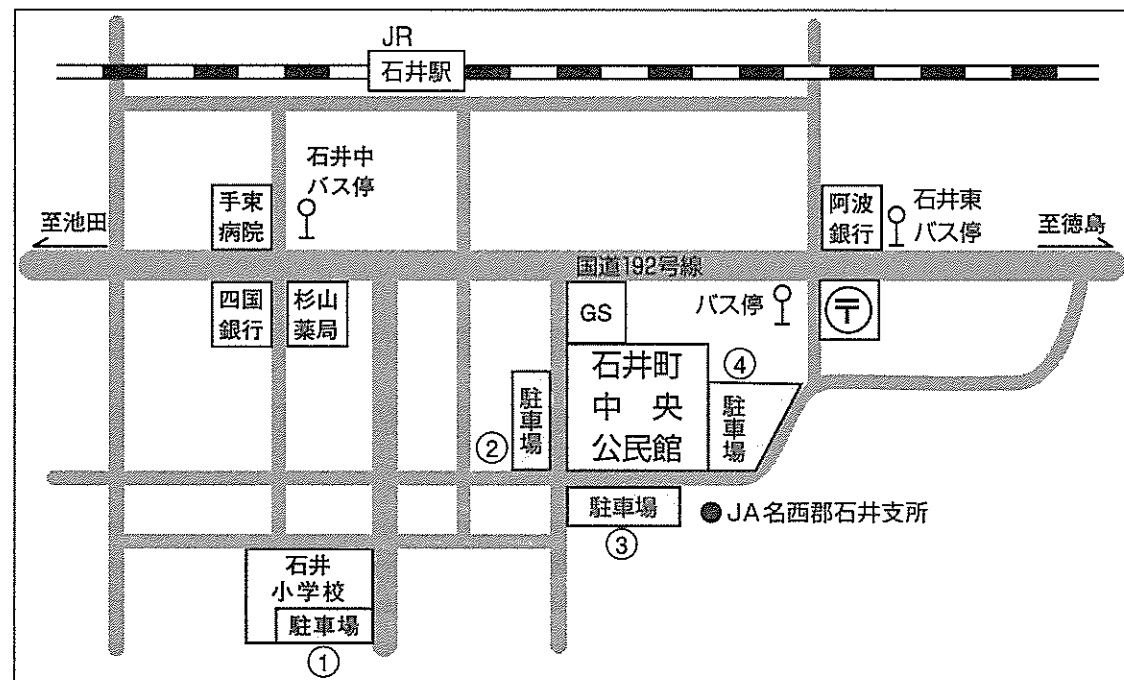 JR
石井駅
石井中
バス停
手束
病院
至池田
阿波
銀行
石井東
バス停
至徳島
国道192号線
四国
銀行
杉山
薬局
GS
バス停
〒
石井町
中央
公民館
④
駐車場
駐車場
②
駐車場
③
●JA名西郡石井支所
石井
小学校
駐車場
①